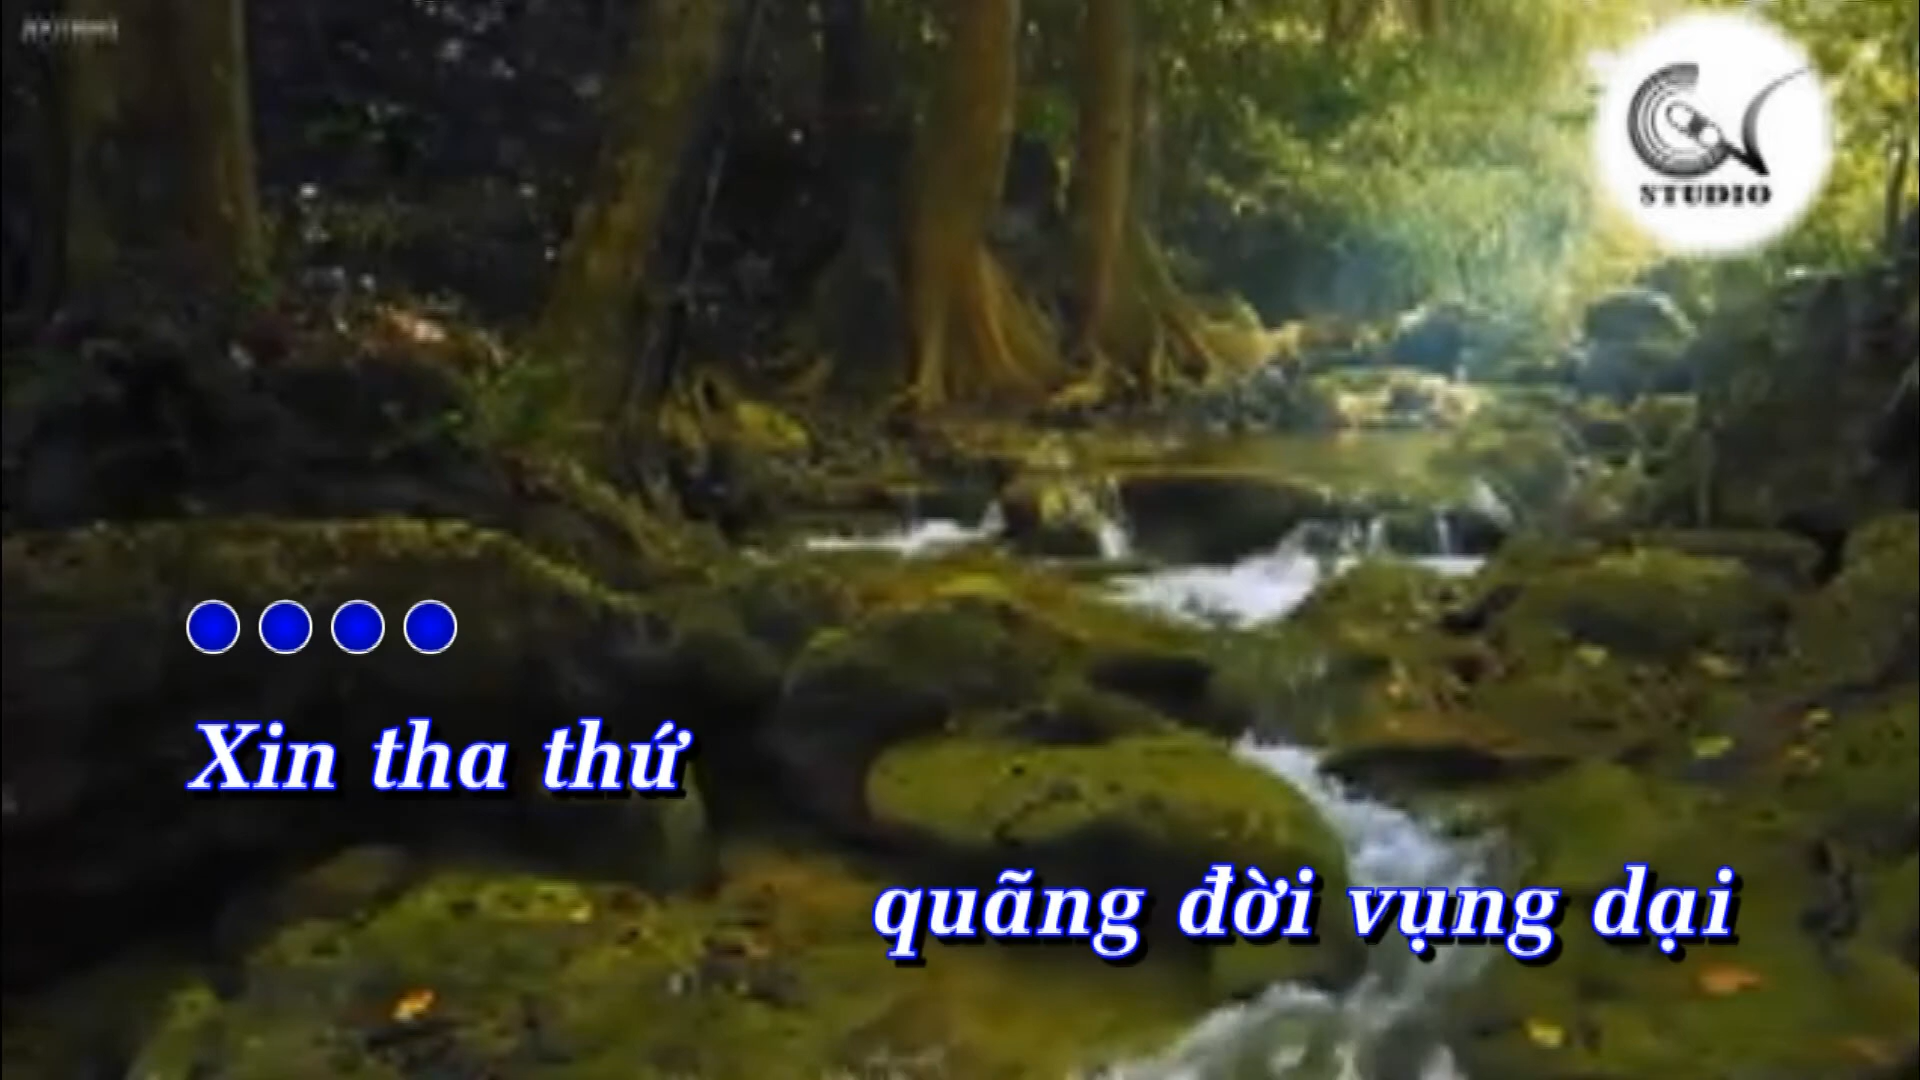 STUDIO
Xin tha thứ
quãng đời vụng dại